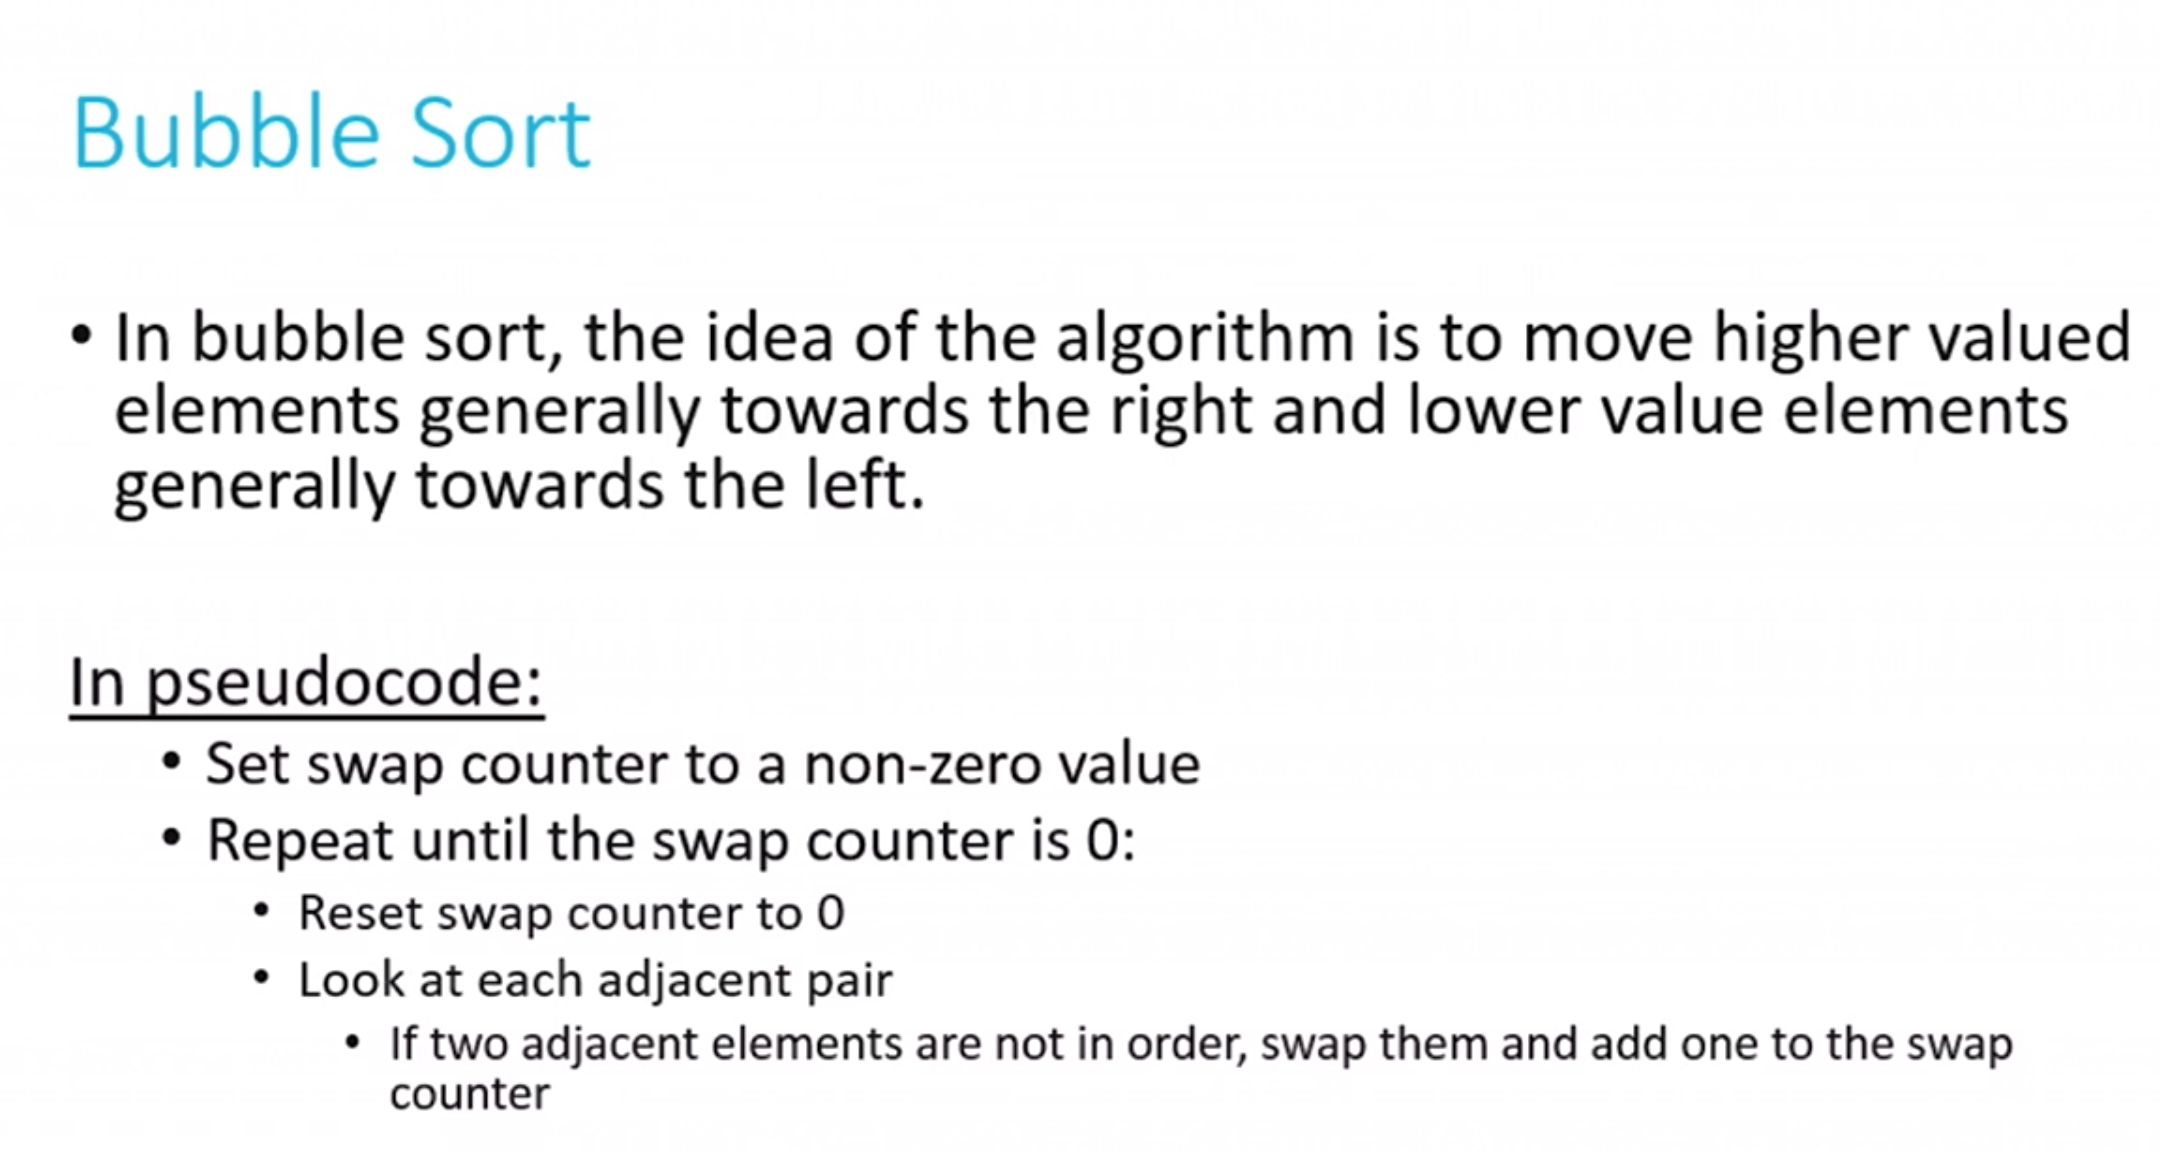 Bubble Sort
• In bubble sort, the idea of the algorithm is to move higher valued
elements generally towards the right and lower value elements
generally towards the left.
In pseudocode:
• Set swap counter to a non-zero value
• Repeat until the swap counter is 0:
• Reset swap counter to 0
• Look at each adjacent pair
• If two adjacent elements are not in order, swap them and add one to the swap
counter